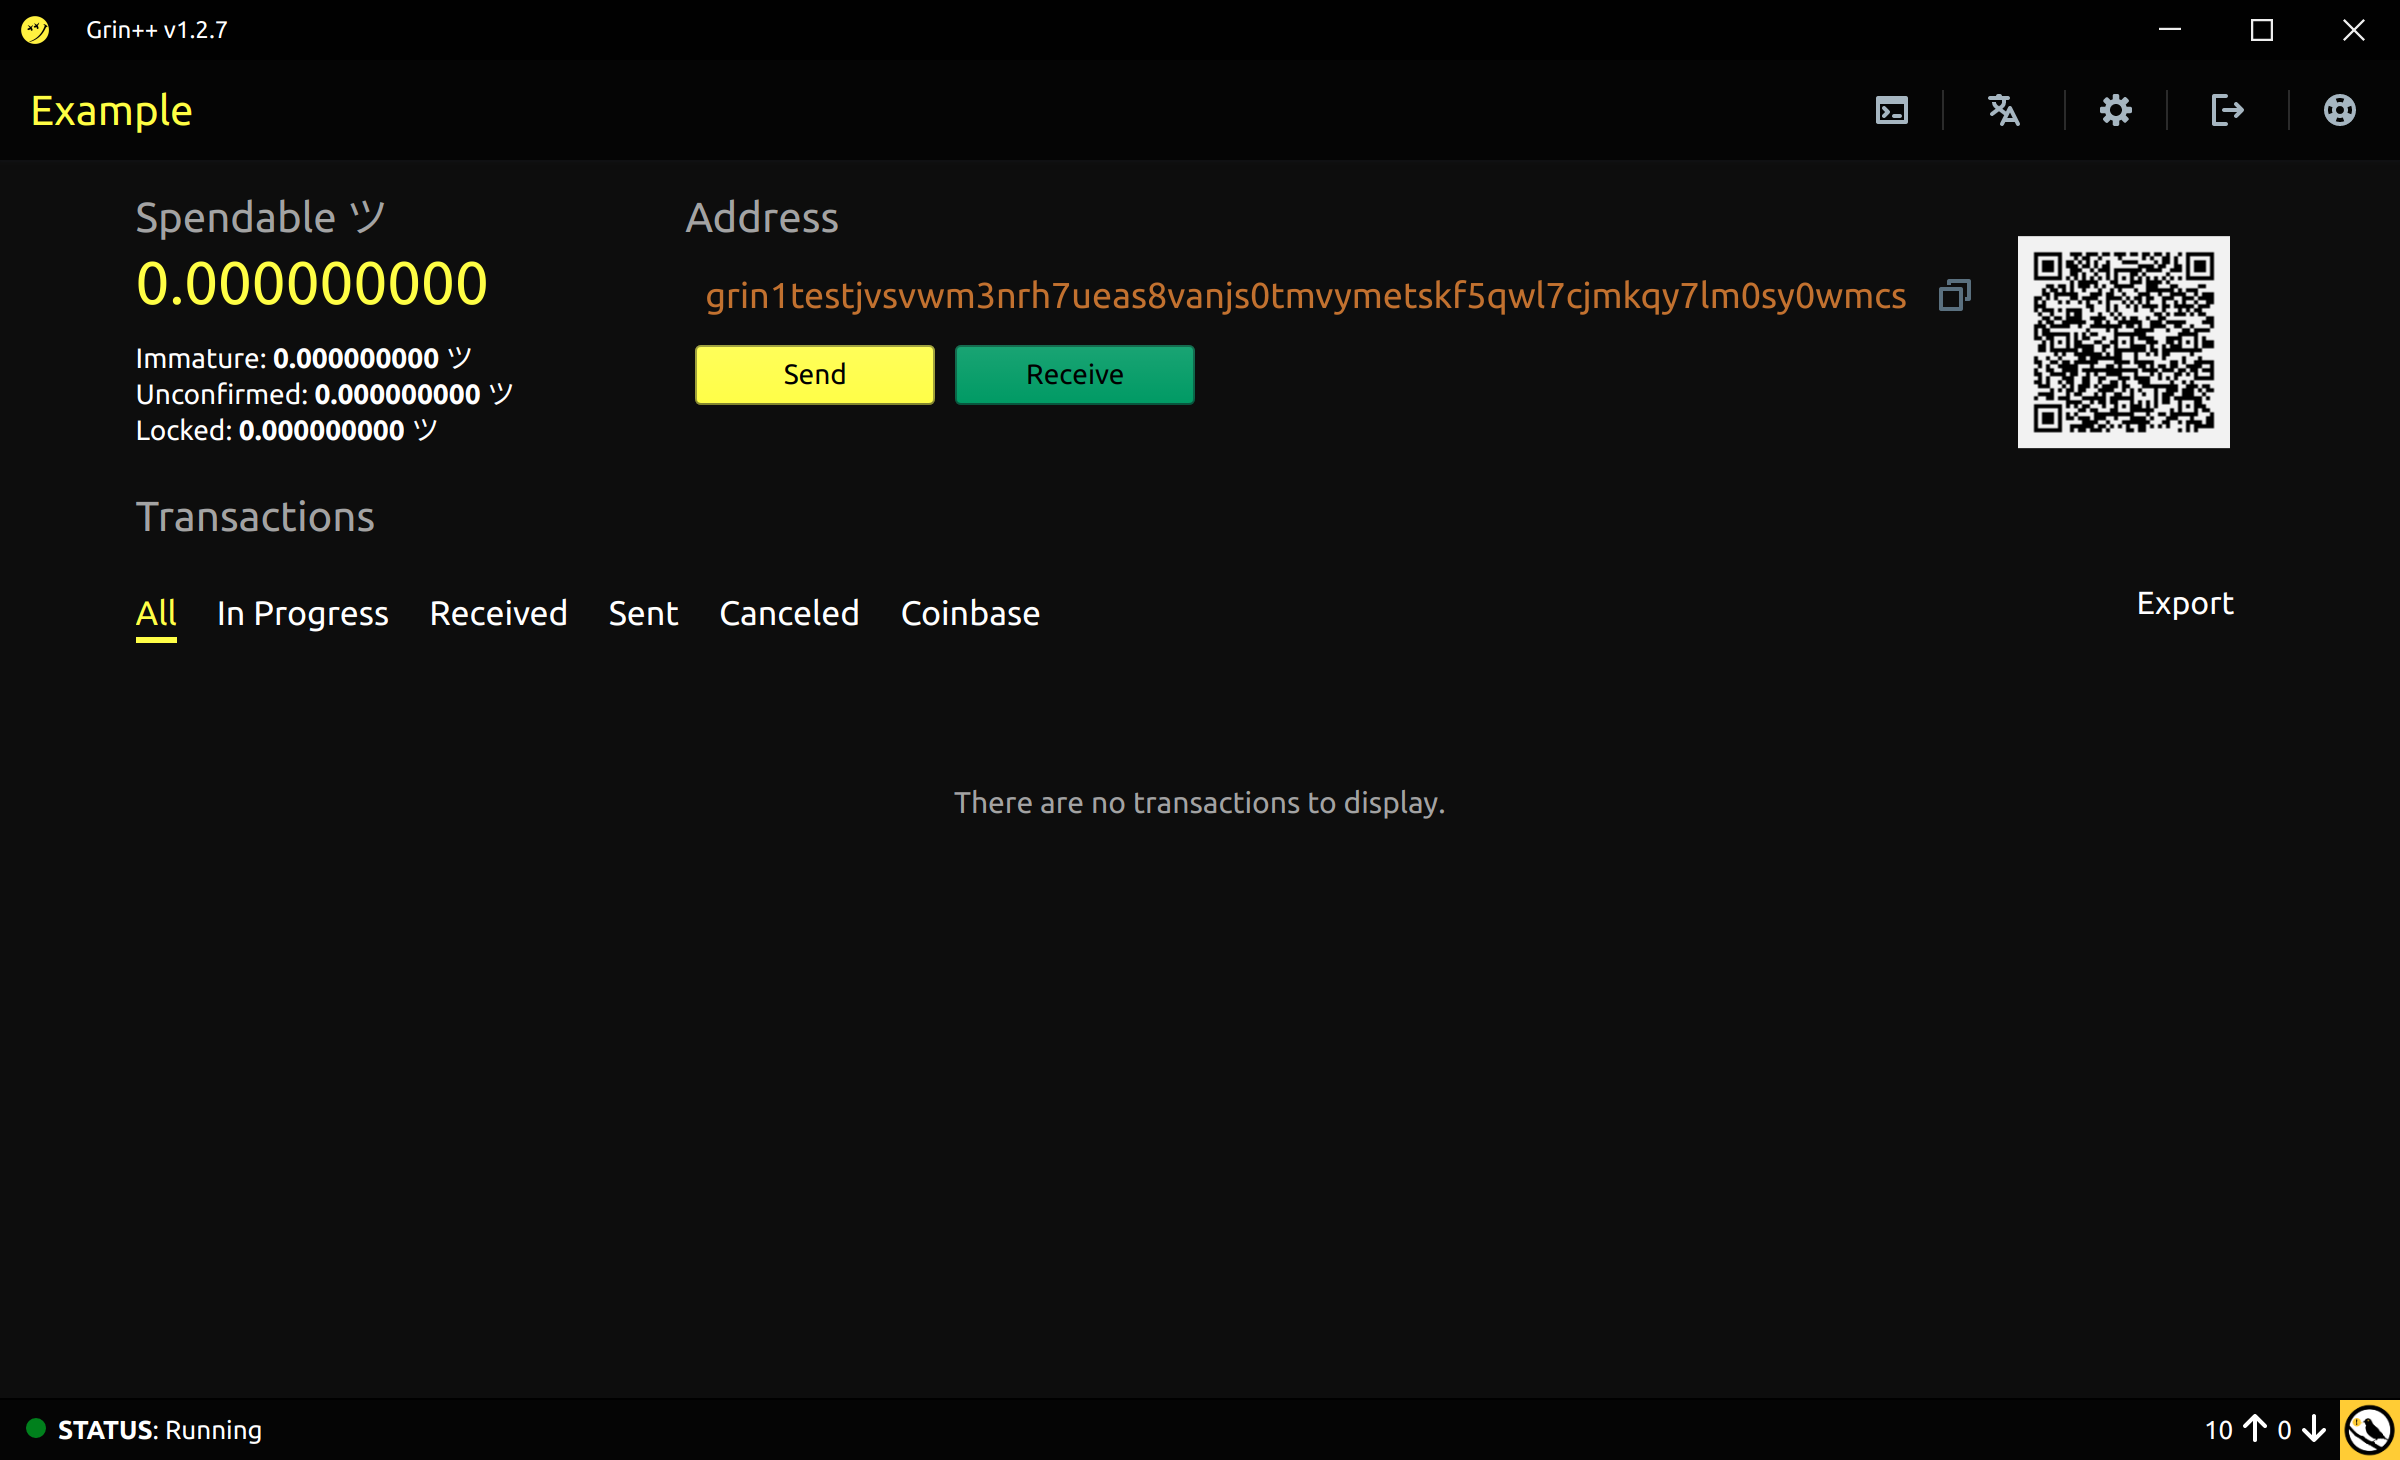 Grin++ v1.2.7
Example
Spendable ツ
0.000000000
Immature: 0.000000000 ツ
Unconfirmed: 0.000000000 ツ
Locked: 0.000000000 ツ
Address
grin1testjvsvwm3nrh7ueas8vanjs0tmvymetskf5qwl7cjmkqy7lm0sy0wmcs
Send
Receive
Transactions
All
In Progress
Received
Sent
Canceled
Coinbase
Export
There are no transactions to display.
STATUS: Running
10
0